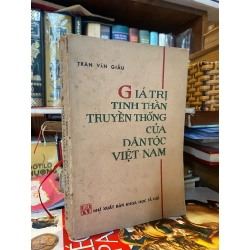 TRẦN VĂN GIÀU
GIÁ TRỊ
TINH THẦN
TRUYỀN THỐNG
CỦA
DÂN TỘC
VIỆT NAM
NHÀ XUẤT BẢN KHOA HỌC XÃ HỘI